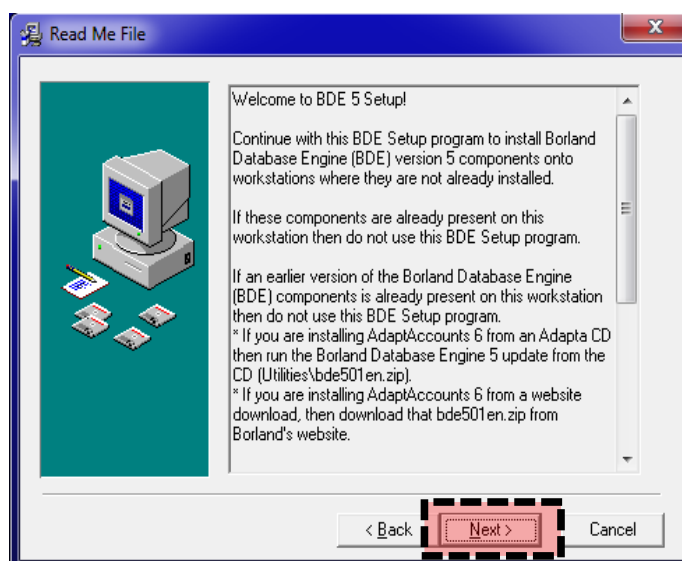 Read Me File
Welcome to BDE 5 Setup!
Continue with this BDE Setup program to install Borland
Database Engine (BDE) version 5 components onto
workstations where they are not already installed.
If these components are already present on this
workstation then do not use this BDE Setup program.
If an earlier version of the Borland Database Engine
(BDE) components is already present on this workstation
then do not use this BDE Setup program.
* If you are installing AdaptAccounts 6 from an Adapta CD
then run the Borland Database Engine 5 update from the
CD (Utilities\bde501en.zip).
* If you are installing AdaptAccounts 6 from a website
download, then download that bde501en.zip from
Borland's website.
< Back Next > Cancel